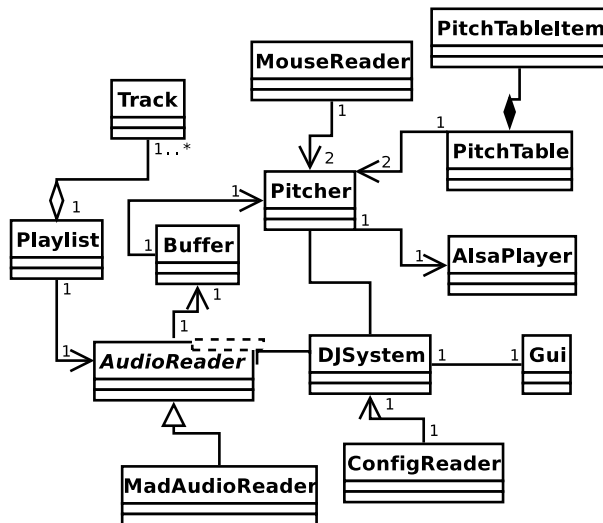 PitchTableItem
MouseReader
Track
1
1
1..*
2
2
PitchTable
Pitcher
1
1
1
Playlist
Buffer
1
1
AlsaPlayer
1
1
1
1
AudioReader
DJSystem
1
1
Gui
1
1
MadAudioReader
ConfigReader